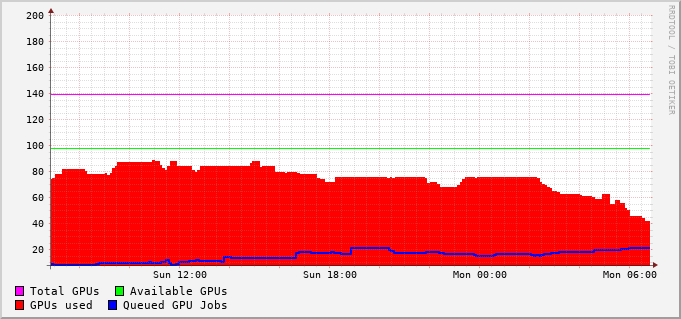 RRDTOOL / TOBI OETIKER
200
180
160
140
120
100
80
60
40
20
Sun 12:00 Sun 18:00 Mon 00:00 Mon 06:00
Total GPUs Available GPUs
GPUs used Queued GPU Jobs